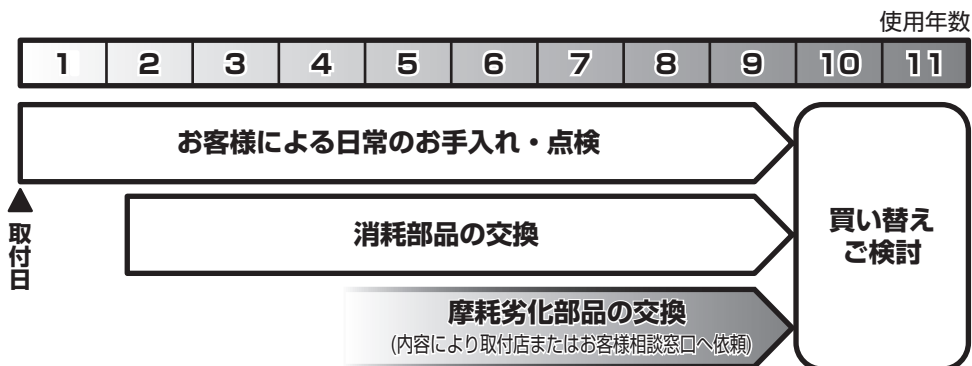 使用年数
1 2 3 4 5 6 7 8 9 10 11
お客様による日常のお手入れ・点検
取付日
消耗部品の交換
買い替え
ご検討
摩耗劣化部品の交換
(内容により取付店またはお客様相談窓口へ依頼)